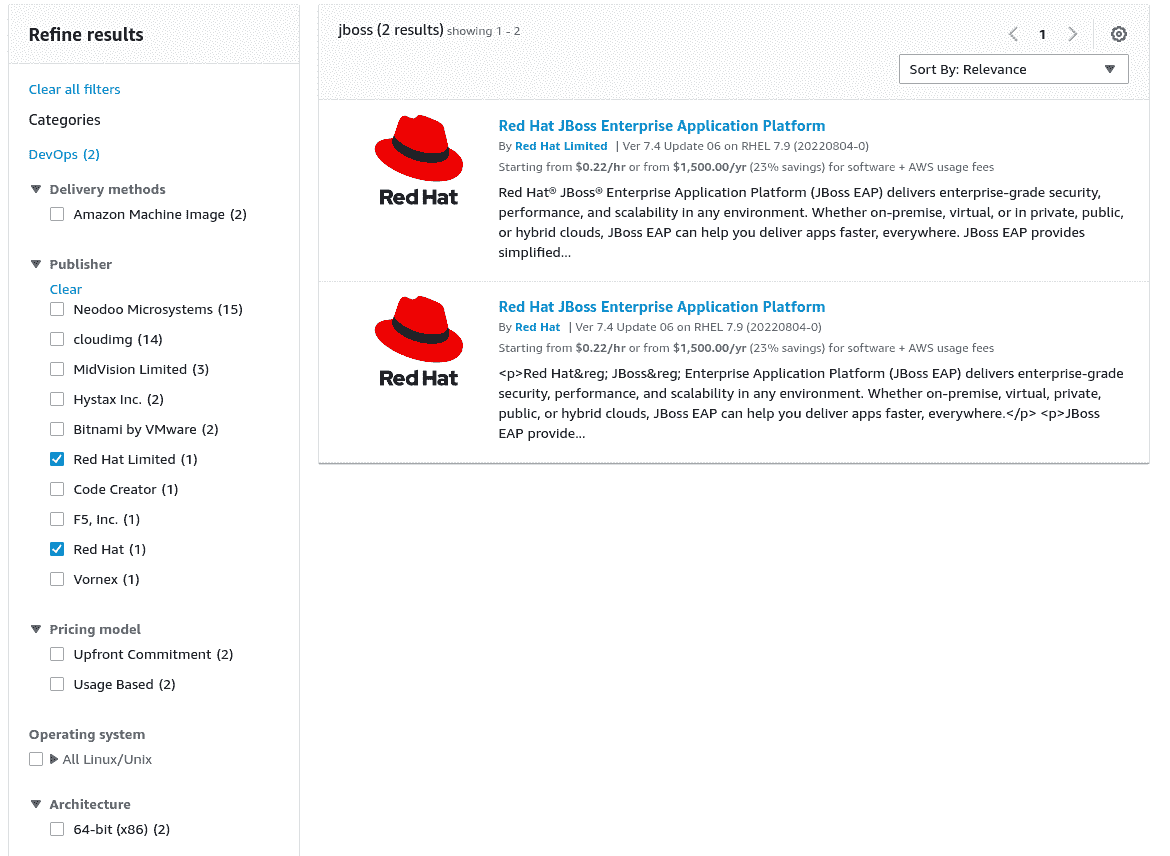 Refine results
Clear all filters
Categories
DevOps (2)
Delivery methods
Amazon Machine Image (2)
Publisher
Clear
Neodoo Microsystems (15)
cloudimg (14)
MidVision Limited (3)
Hystax Inc. (2)
Bitnami by VMware (2)
Red Hat Limited (1)
Code Creator (1)
F5, Inc. (1)
Red Hat (1)
Vornex (1)
Pricing model
Upfront Commitment (2)
Usage Based (2)
Operating system
All Linux/Unix
Architecture
64-bit (x86) (2)
jboss (2 results) showing 1 - 2
1
Sort By: Relevance
Red Hat
Red Hat JBoss Enterprise Application Platform
By Red Hat Limited | Ver 7.4 Update 06 on RHEL 7.9 (20220804-0)
Starting from $0.22/hr or from $1,500.00/yr (23% savings) for software + AWS usage fees
Red Hat® JBoss® Enterprise Application Platform (JBoss EAP) delivers enterprise-grade security,
performance, and scalability in any environment. Whether on-premise, virtual, or in private, public,
or hybrid clouds, JBoss EAP can help you deliver apps faster, everywhere. JBoss EAP provides
simplified...
Red Hat
Red Hat JBoss Enterprise Application Platform
By Red Hat | Ver 7.4 Update 06 on RHEL 7.9 (20220804-0)
Starting from $0.22/hr or from $1,500.00/yr (23% savings) for software + AWS usage fees
&lt;p&gt;Red Hat&amp;reg; JBoss&amp;reg; Enterprise Application Platform (JBoss EAP) delivers enterprise-grade
security, performance, and scalability in any environment. Whether on-premise, virtual, private,
public, or hybrid clouds, JBoss EAP can help you deliver apps faster, everywhere.&lt;/p&gt; &lt;p&gt;JBoss
EAP provide...